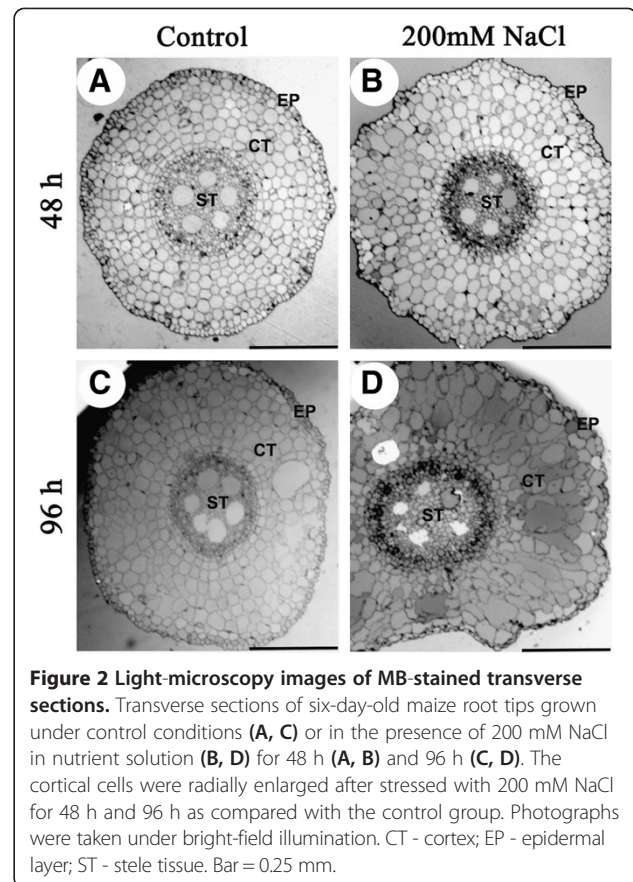 Control 200mM NaCl
A EP CT ST
B EP CT ST
48 h
C EP CT ST
D EP CT ST
96 h
Figure 2 Light-microscopy images of MB-stained transverse
sections. Transverse sections of six-day-old maize root tips grown
under control conditions (A, C) or in the presence of 200 mM NaCl
in nutrient solution (B, D) for 48 h (A, B) and 96 h (C, D). The
cortical cells were radially enlarged after stressed with 200 mM NaCl
for 48 h and 96 h as compared with the control group. Photographs
were taken under bright-field illumination. CT - cortex; EP - epidermal
layer; ST - stele tissue. Bar = 0.25 mm.